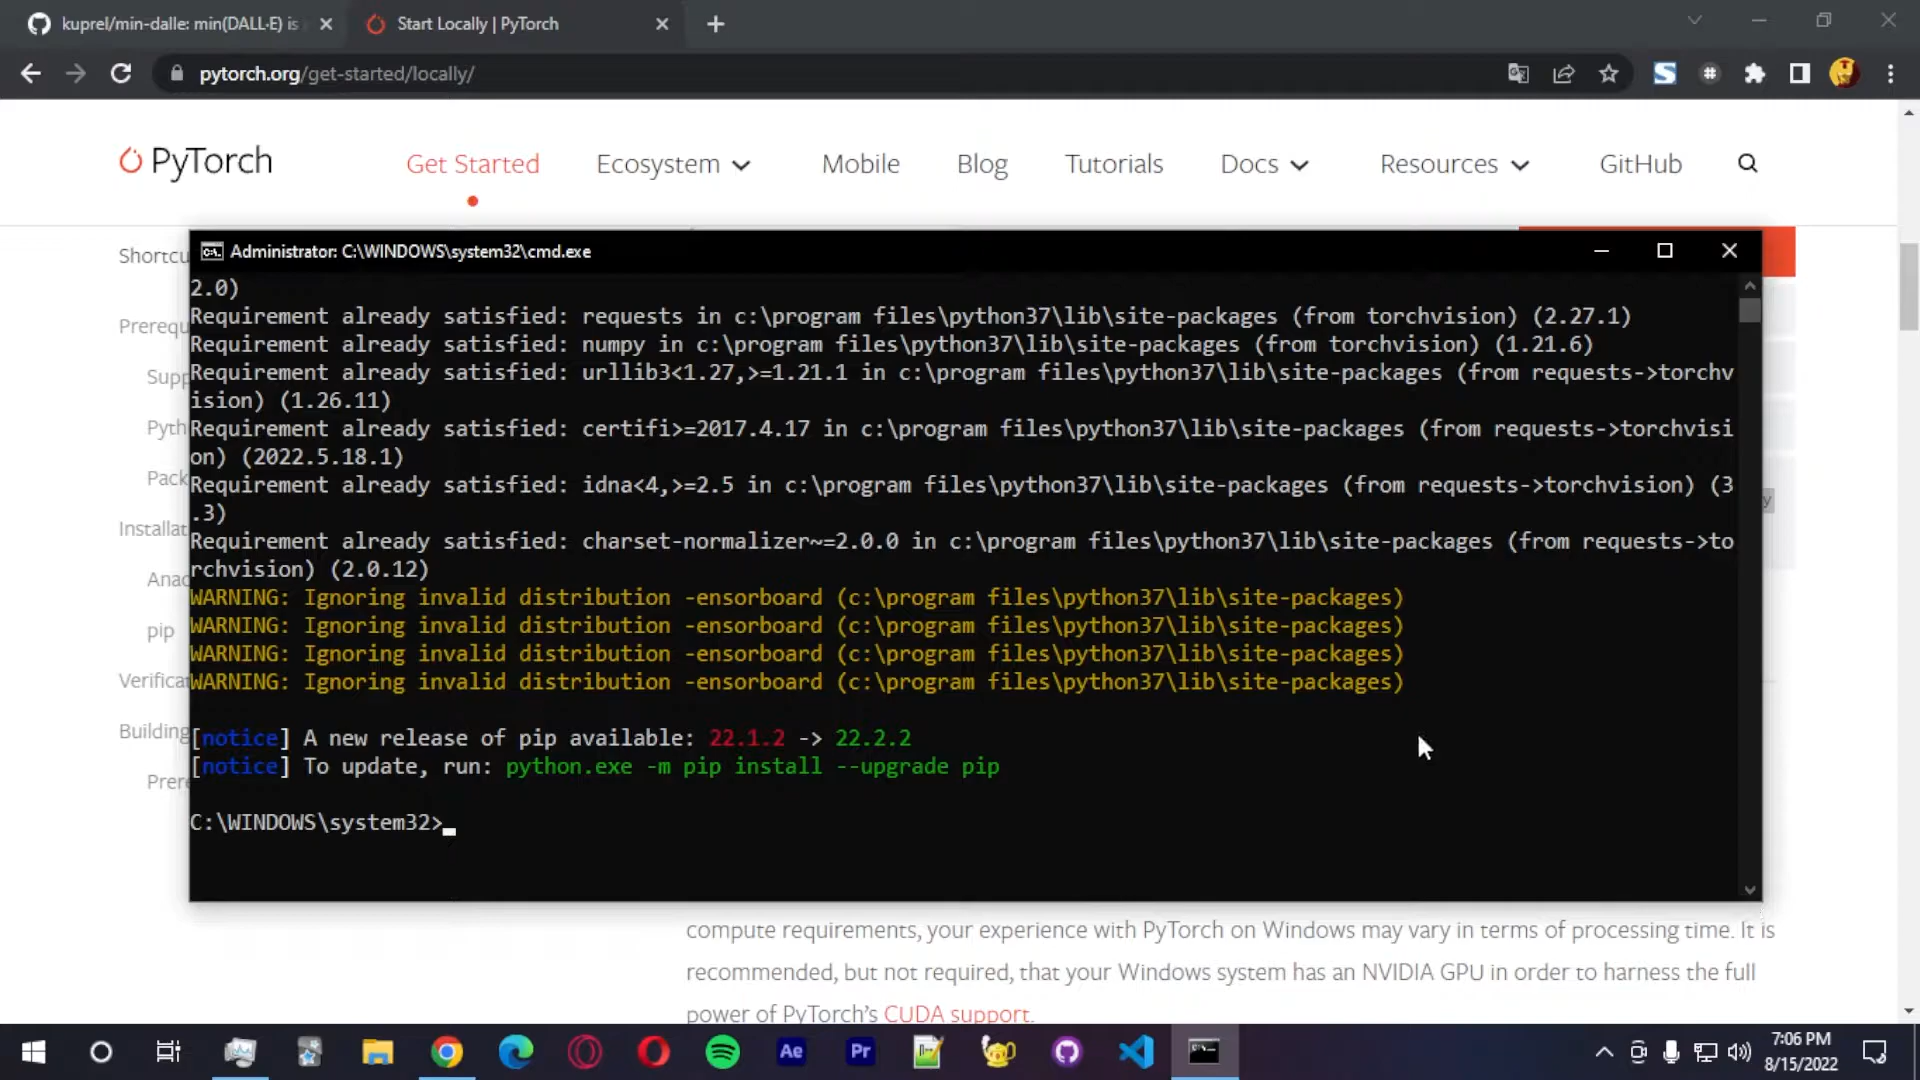 kuprel/min-dalle: min(DALL·E) is
Start Locally | PyTorch
pytorch.org/get-started/locally/
PyTorch
Get Started
Ecosystem
Mobile
Blog
Tutorials
Docs
Resources
GitHub
Shortcu
Prerequ
Supp
Pyth
Pack
Installat
Anac
pip
Verificat
Building
Prere
Administrator: C:\WINDOWS\system32\cmd.exe
2.0)
Requirement already satisfied: requests in c:\program files\python37\lib\site-packages (from torchvision) (2.27.1)
Requirement already satisfied: numpy in c:\program files\python37\lib\site-packages (from torchvision) (1.21.6)
Requirement already satisfied: urllib3<1.27,>=1.21.1 in c:\program files\python37\lib\site-packages (from requests->torchv
ision) (1.26.11)
Requirement already satisfied: certifi>=2017.4.17 in c:\program files\python37\lib\site-packages (from requests->torchvisi
on) (2022.5.18.1)
Requirement already satisfied: idna<4,>=2.5 in c:\program files\python37\lib\site-packages (from requests->torchvision) (3
.3)
Requirement already satisfied: charset-normalizer~=2.0.0 in c:\program files\python37\lib\site-packages (from requests->to
rchvision) (2.0.12)
WARNING: Ignoring invalid distribution -ensorboard (c:\program files\python37\lib\site-packages)
WARNING: Ignoring invalid distribution -ensorboard (c:\program files\python37\lib\site-packages)
WARNING: Ignoring invalid distribution -ensorboard (c:\program files\python37\lib\site-packages)
WARNING: Ignoring invalid distribution -ensorboard (c:\program files\python37\lib\site-packages)
[notice] A new release of pip available: 22.1.2 -> 22.2.2
[notice] To update, run: python.exe -m pip install --upgrade pip
C:\WINDOWS\system32>
y
compute requirements, your experience with PyTorch on Windows may vary in terms of processing time. It is
recommended, but not required, that your Windows system has an NVIDIA GPU in order to harness the full
power of PyTorch's CUDA support.
Ae
Pr
7:06 PM
8/15/2022